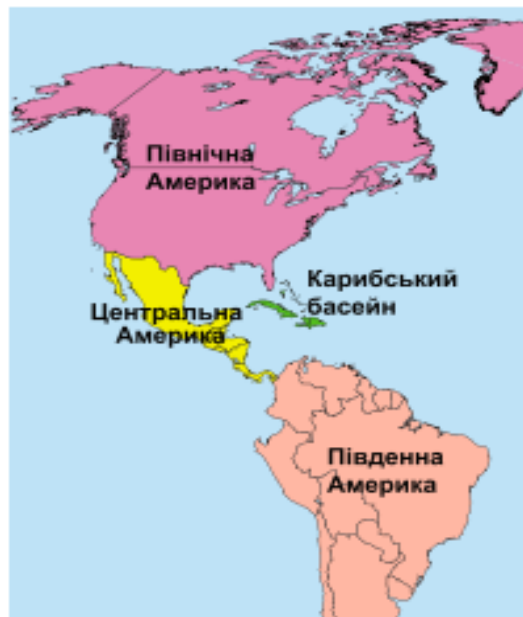 Північна
Америка
Карибський
басейн
Центральна
Америка
Південна
Америка